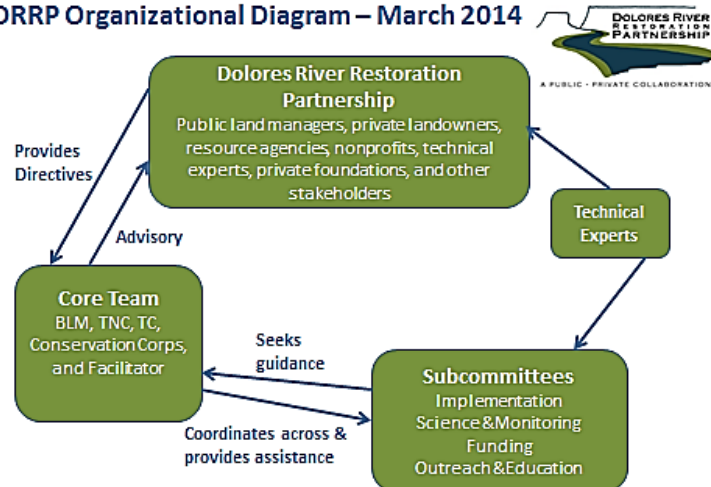 ORRP Organizational Diagram – March 2014
DOLORES RIVER
RESTORATION
PARTNERSHIP
A PUBLIC - PRIVATE COLLABORATION
Dolores River Restoration
Partnership
Public land managers, private landowners,
resource agencies, nonprofits, technical
experts, private foundations, and other
stakeholders
Provides
Directives
Advisory
Technical
Experts
Core Team
BLM, TNC, TC,
Conservation Corps,
and Facilitator
Seeks
guidance
Coordinates across &
provides assistance
Subcommittees
Implementation
Science & Monitoring
Funding
Outreach & Education